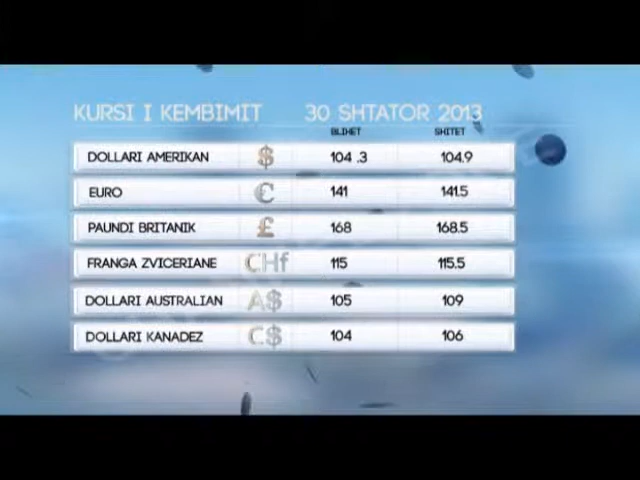 KURSI I KEMBIMIT 30 SHTATOR 2013
BLIHET SHITET
DOLLARI AMERIKAN $ 104 .3 104.9
EURO € 141 141.5
PAUNDI BRITANIK £ 168 168.5
FRANGA ZVICERIANE CHf 115 115.5
DOLLARI AUSTRALIAN A$ 105 109
DOLLARI KANADEZ C$ 104 106